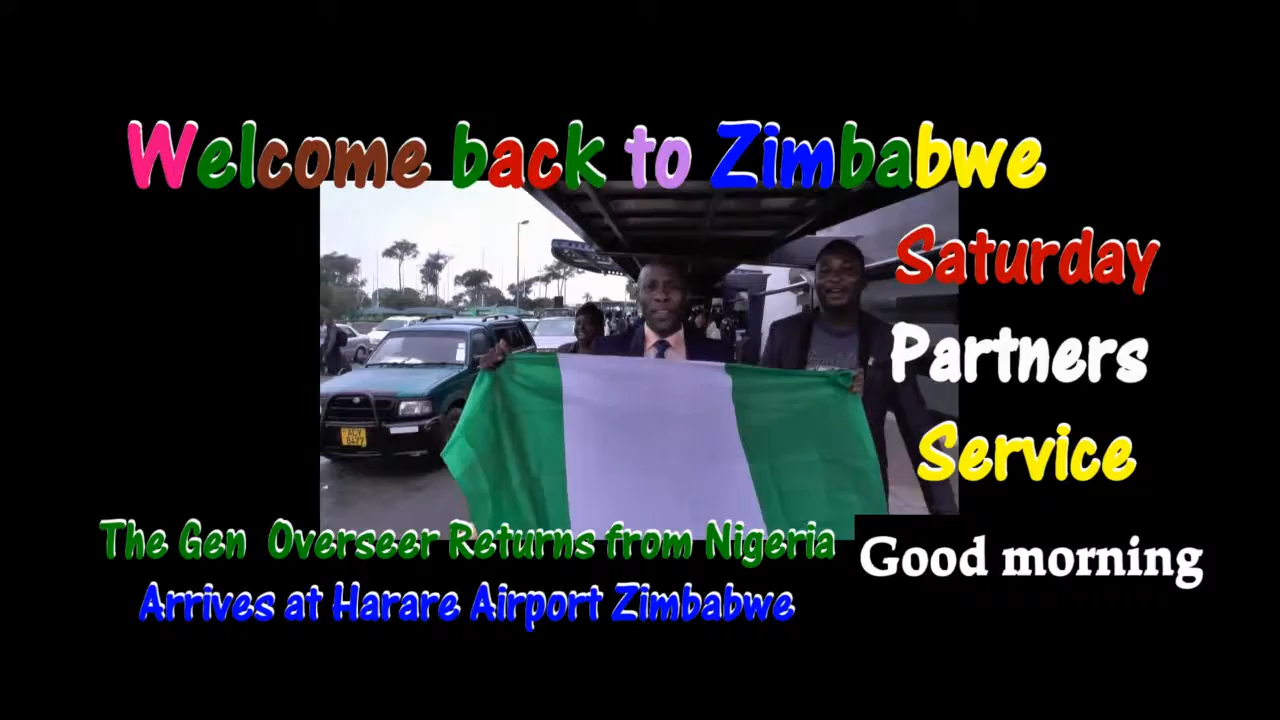 Welcome back to Zimbabwe
Saturday
Partners
Service
The Gen Overseer Returns from Nigeria
Arrives at Harare Airport Zimbabwe
Good morning